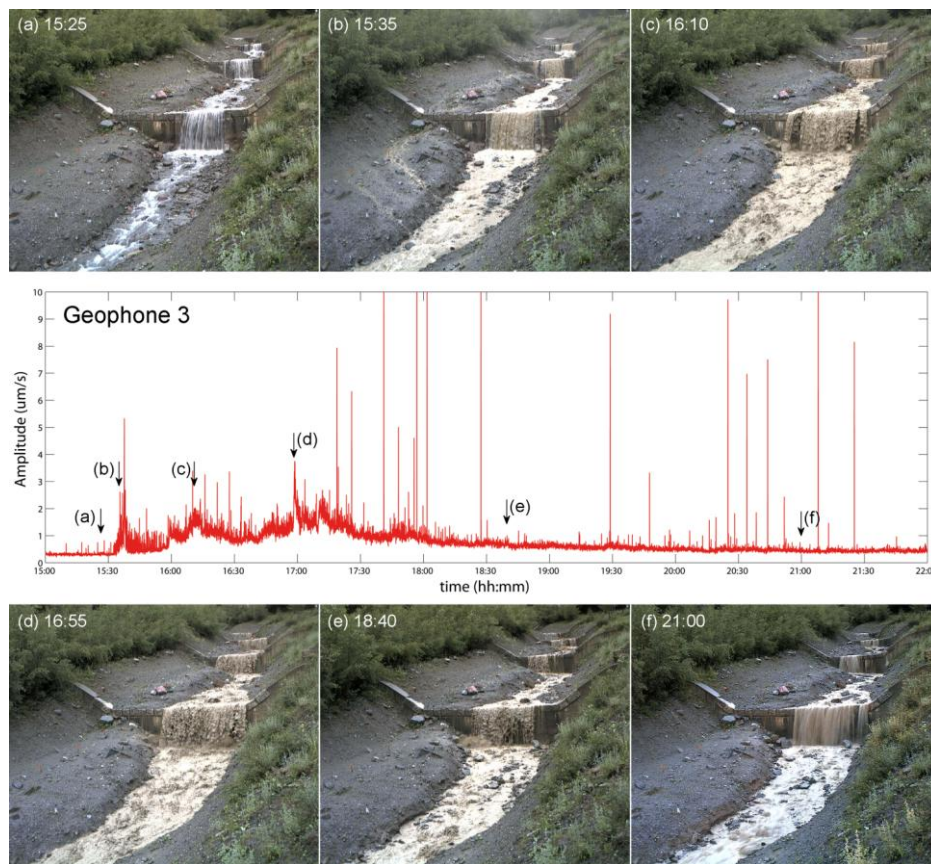 (a) 15:25
(b) 15:35
(c) 16:10
Geophone 3
Amplitude (um/s)
10
9
8
7
6
5
4
3
2
1
0
(a)
(b)
(c)
(d)
(e)
(f)
15:00 15:30 16:00 16:30 17:00 17:30 18:00 18:30 19:00 19:30 20:00 20:30 21:00 21:30 22:00
time (hh:mm)
(d) 16:55
(e) 18:40
(f) 21:00